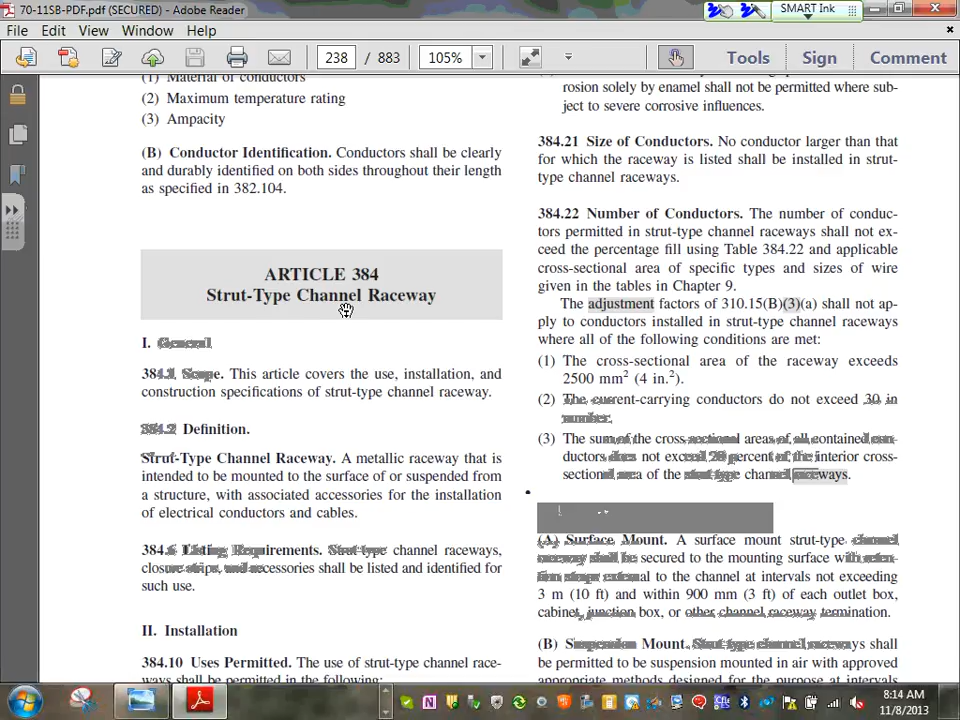 70-11SB-PDF.pdf (SECURED) - Adobe Reader
SMART Ink
File Edit View Window Help
238 / 883 105% Tools Sign Comment
(1) Material of conductors
(2) Maximum temperature rating
(3) Ampacity
(B) Conductor Identification. Conductors shall be clearly
and durably identified on both sides throughout their length
as specified in 382.104.
ARTICLE 384
Strut-Type Channel Raceway
I. General
384.1 Scope. This article covers the use, installation, and
construction specifications of strut-type channel raceway.
384.2 Definition.
Strut-Type Channel Raceway. A metallic raceway that is
intended to be mounted to the surface of or suspended from
a structure, with associated accessories for the installation
of electrical conductors and cables.
384.6 Listing Requirements. Strut-type channel raceways,
closure strips, and accessories shall be listed and identified for
such use.
II. Installation
384.10 Uses Permitted. The use of strut-type channel race-
ways shall be permitted in the following:
rosion solely by enamel shall not be permitted where sub-
ject to severe corrosive influences.
384.21 Size of Conductors. No conductor larger than that
for which the raceway is listed shall be installed in strut-
type channel raceways.
384.22 Number of Conductors. The number of conduc-
tors permitted in strut-type channel raceways shall not ex-
ceed the percentage fill using Table 384.22 and applicable
cross-sectional area of specific types and sizes of wire
given in the tables in Chapter 9.
The adjustment factors of 310.15(B)(3)(a) shall not ap-
ply to conductors installed in strut-type channel raceways
where all of the following conditions are met:
(1) The cross-sectional area of the raceway exceeds
2500 mm² (4 in.²).
(2) The current-carrying conductors do not exceed 30 in
number.
(3) The sum of the cross-sectional areas of all contained con-
ductors does not exceed 20 percent of the interior cross-
sectional area of the strut-type channel raceways.
(A) Surface Mount. A surface mount strut-type channel
raceway shall be secured to the mounting surface with reten-
tion straps external to the channel at intervals not exceeding
3 m (10 ft) and within 900 mm (3 ft) of each outlet box,
cabinet, junction box, or other channel raceway termination.
(B) Suspension Mount. Strut-type channel raceways shall
be permitted to be suspension mounted in air with approved
appropriate methods designed for the purpose at intervals
8:14 AM
11/8/2013